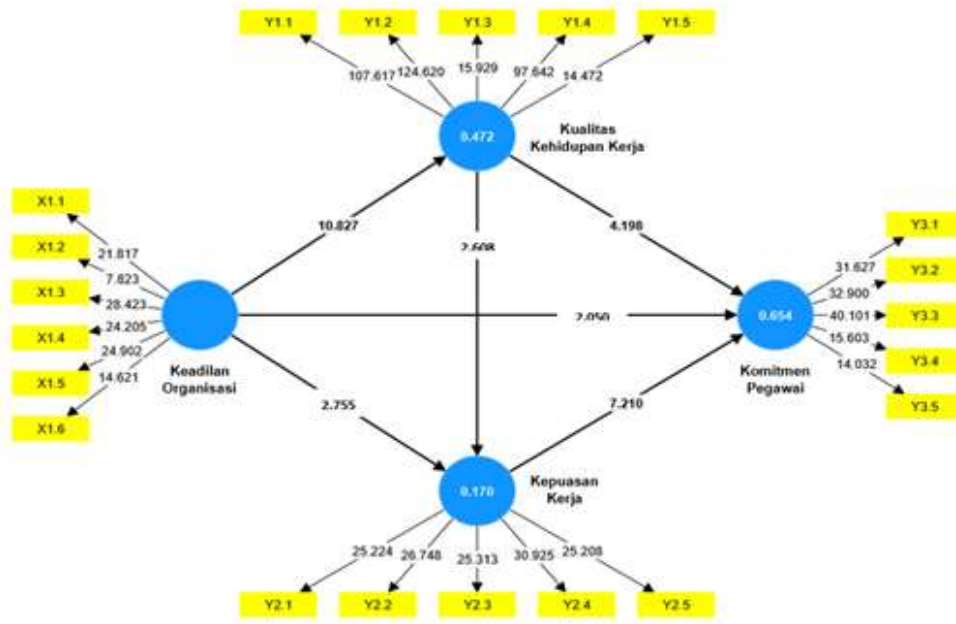 Y1.1 Y1.2 Y1.3 Y1.4 Y1.5
107.617 124.620 15.929 97.642 14.472
0.472
Kualitas
Kehidupan Kerja
X1.1
X1.2
X1.3
X1.4
X1.5
X1.6
21.817
7.623
28.423
24.205
24.902
14.621
Keadilan
Organisasi
10.827
2.608
4.198
2.050
2.755
7.210
0.654
Komitmen
Pegawai
31.627
32.900
40.101
15.603
14.032
Y3.1
Y3.2
Y3.3
Y3.4
Y3.5
0.170
Kepuasan
Kerja
25.224 26.748 25.313 30.925 25.208
Y2.1 Y2.2 Y2.3 Y2.4 Y2.5